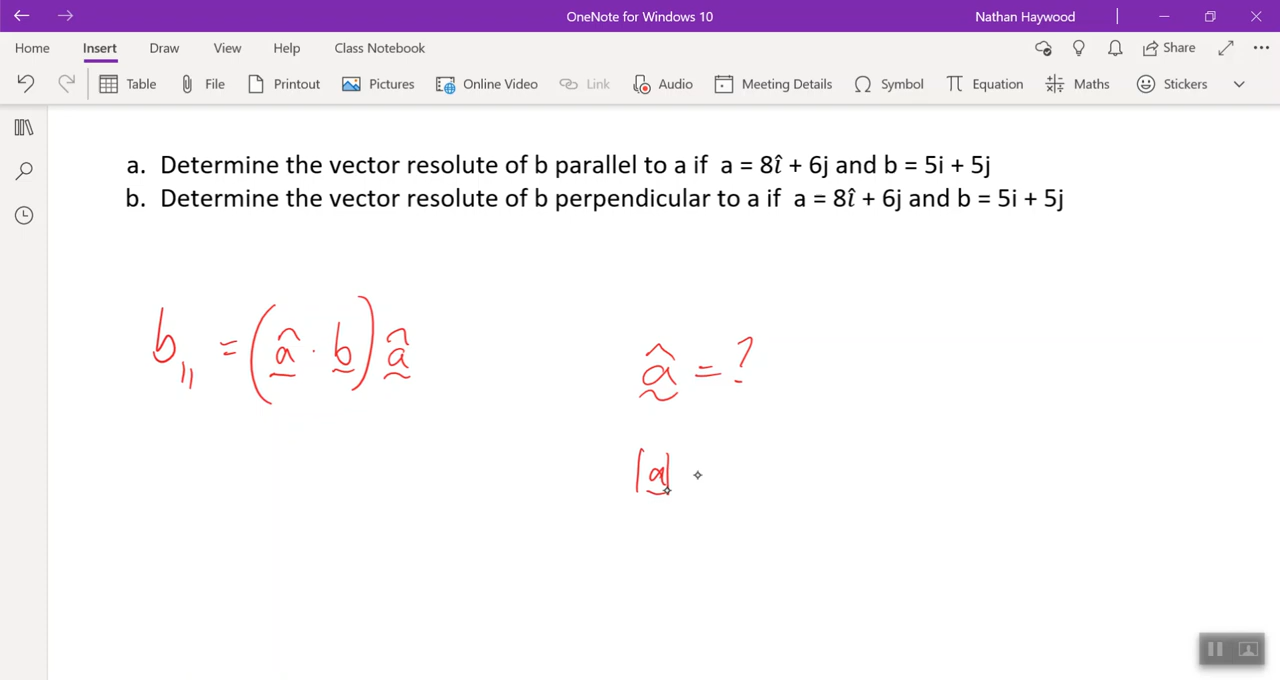 OneNote for Windows 10
Nathan Haywood
Home Insert Draw View Help Class Notebook Share
Table File Printout Pictures Online Video Link Audio Meeting Details Symbol Equation Maths Stickers
a. Determine the vector resolute of b parallel to a if a = 8î + 6j and b = 5i + 5j
b. Determine the vector resolute of b perpendicular to a if a = 8î + 6j and b = 5i + 5j
b∥ = (â · b) â
â = ?
|a|